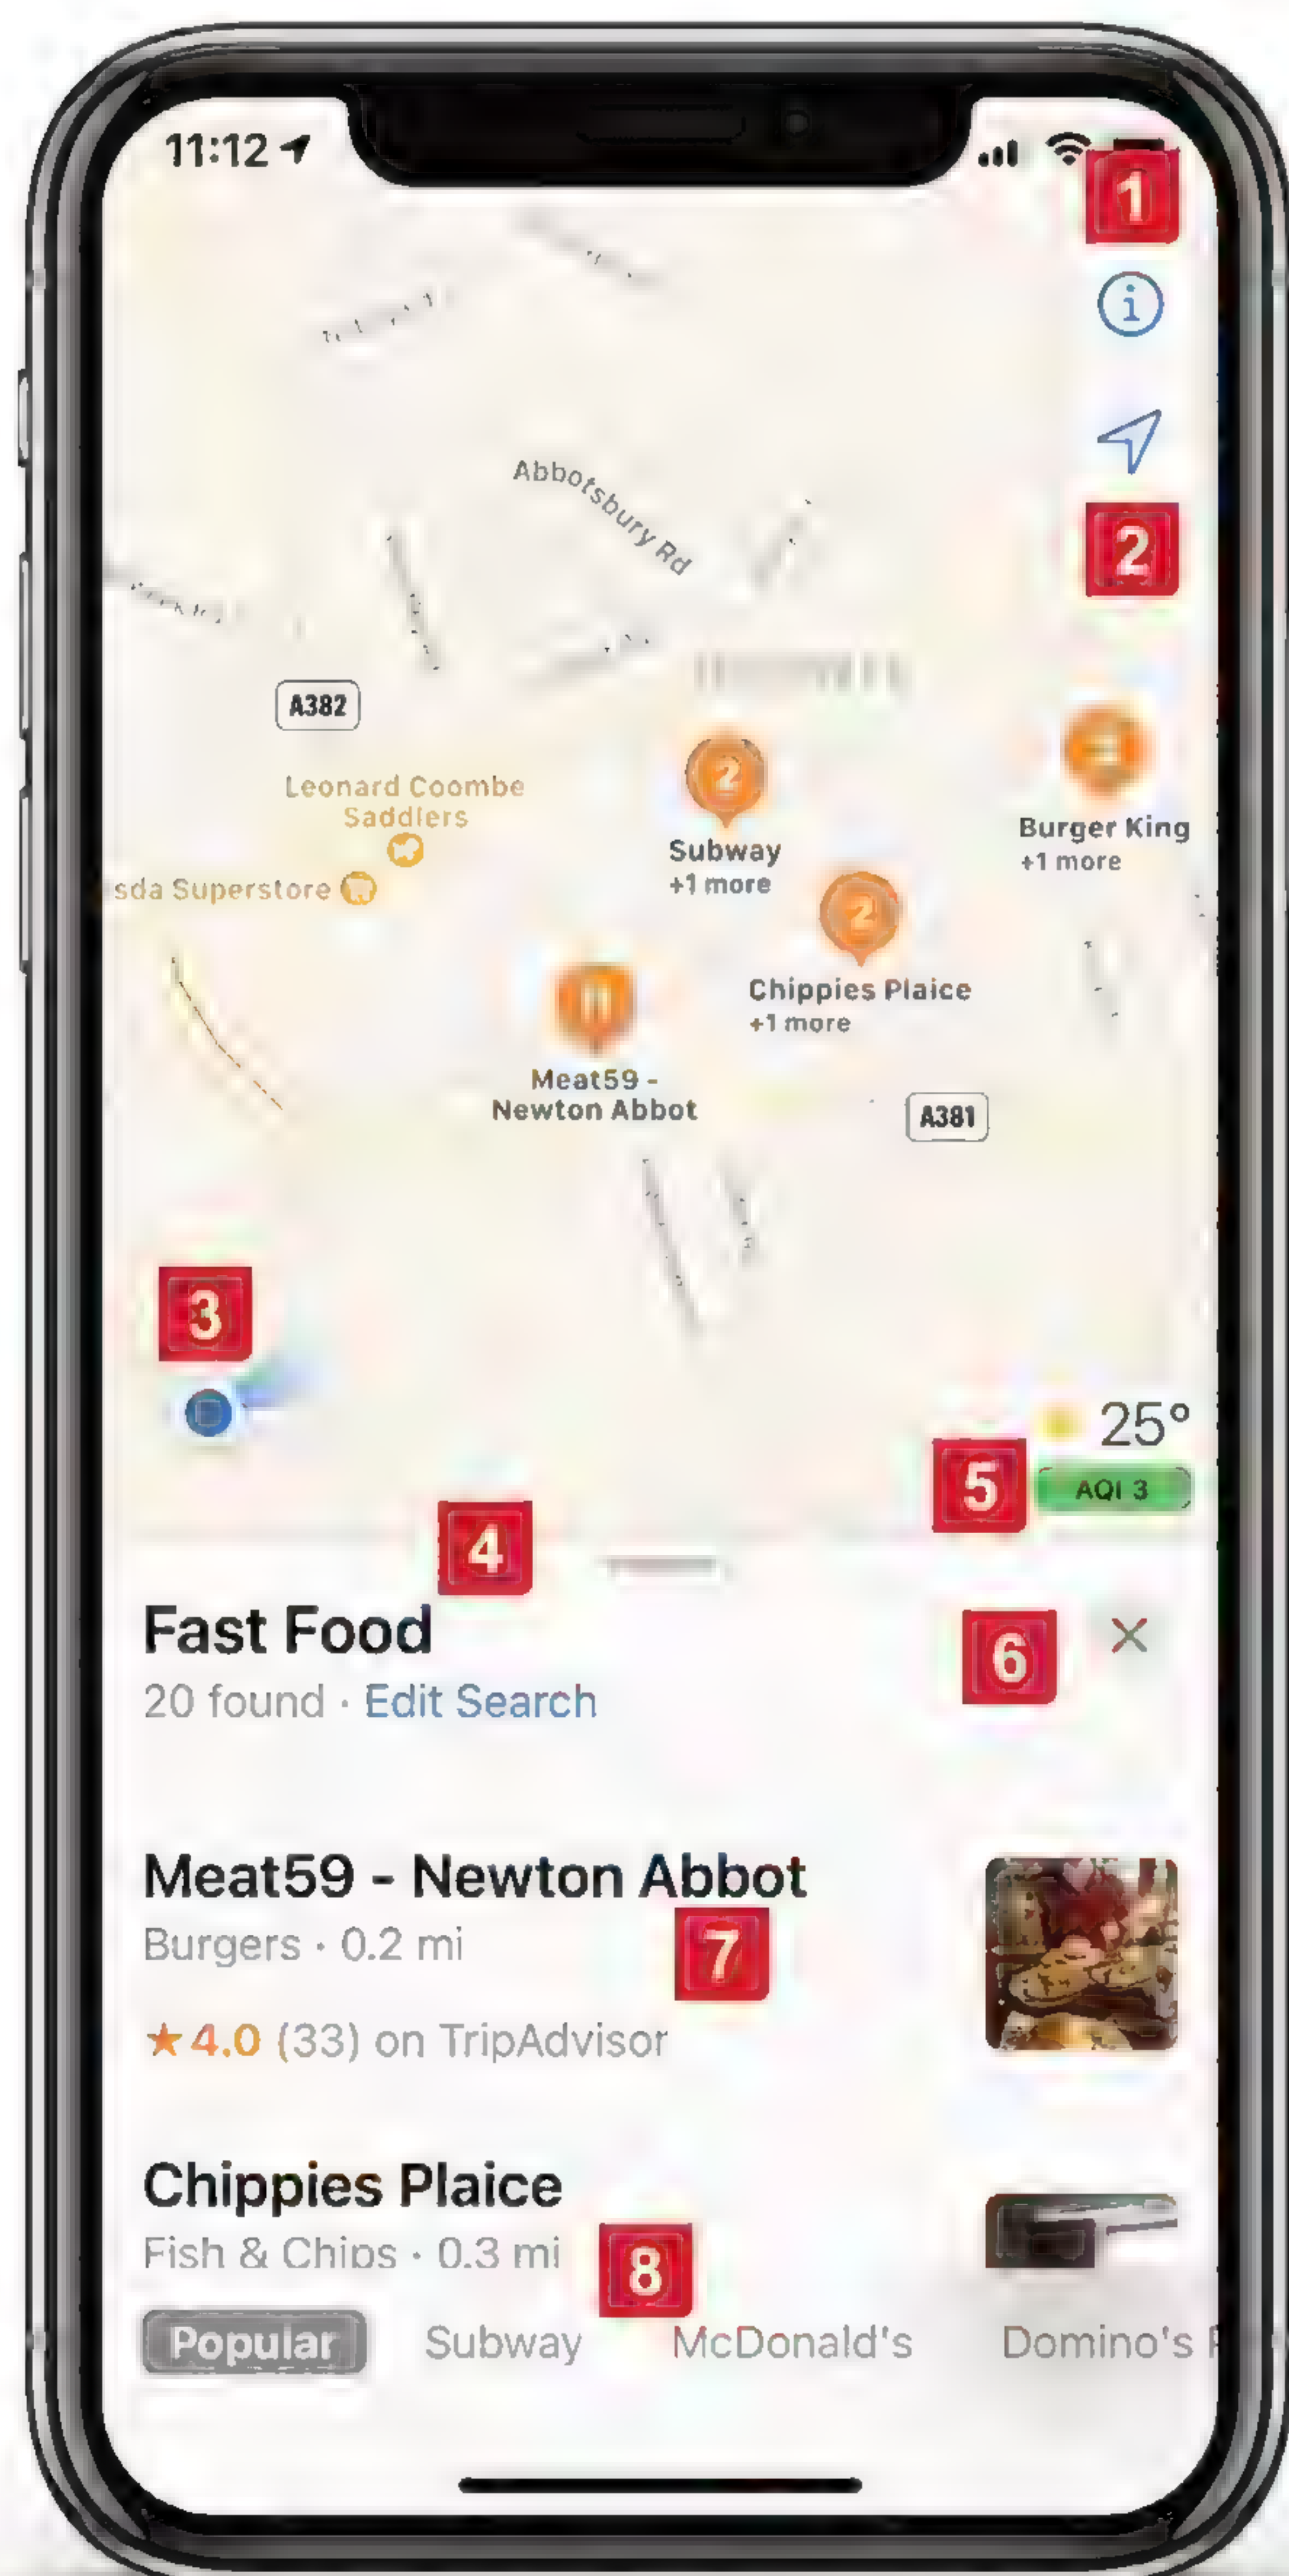 11:12
1
Abbotsbury Rd
2
A382
Leonard Coombe
Saddlers
sda Superstore
2
Subway
+1 more
Burger King
+1 more
2
Chippies Plaice
+1 more
Meat59 -
Newton Abbot
A381
3
25°
5
AQI 3
4
Fast Food
6
20 found · Edit Search
Meat59 - Newton Abbot
Burgers · 0.2 mi
7
★4.0 (33) on TripAdvisor
Chippies Plaice
Fish & Chips · 0.3 mi
8
Popular Subway McDonald's Domino's